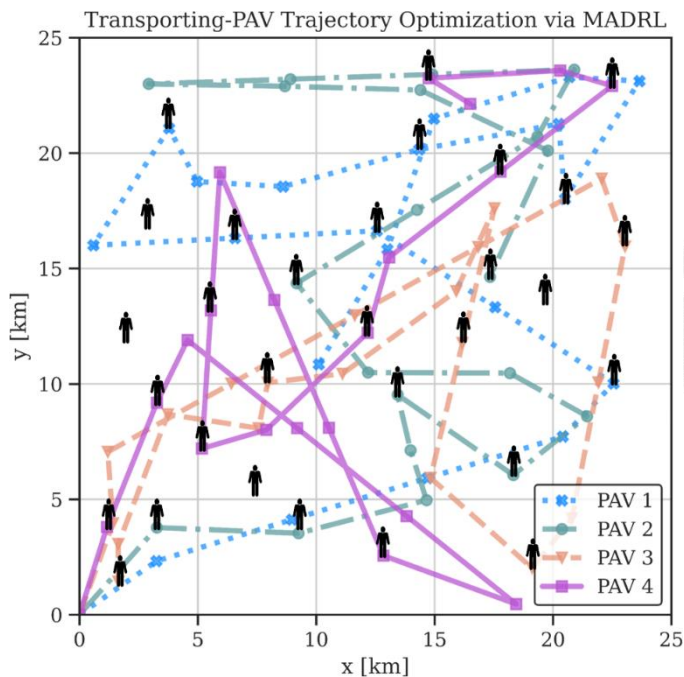 Transporting-PAV Trajectory Optimization via MADRL
25
20
15
10
5
0
y [km]
0 5 10 15 20 25
x [km]
PAV 1
PAV 2
PAV 3
PAV 4